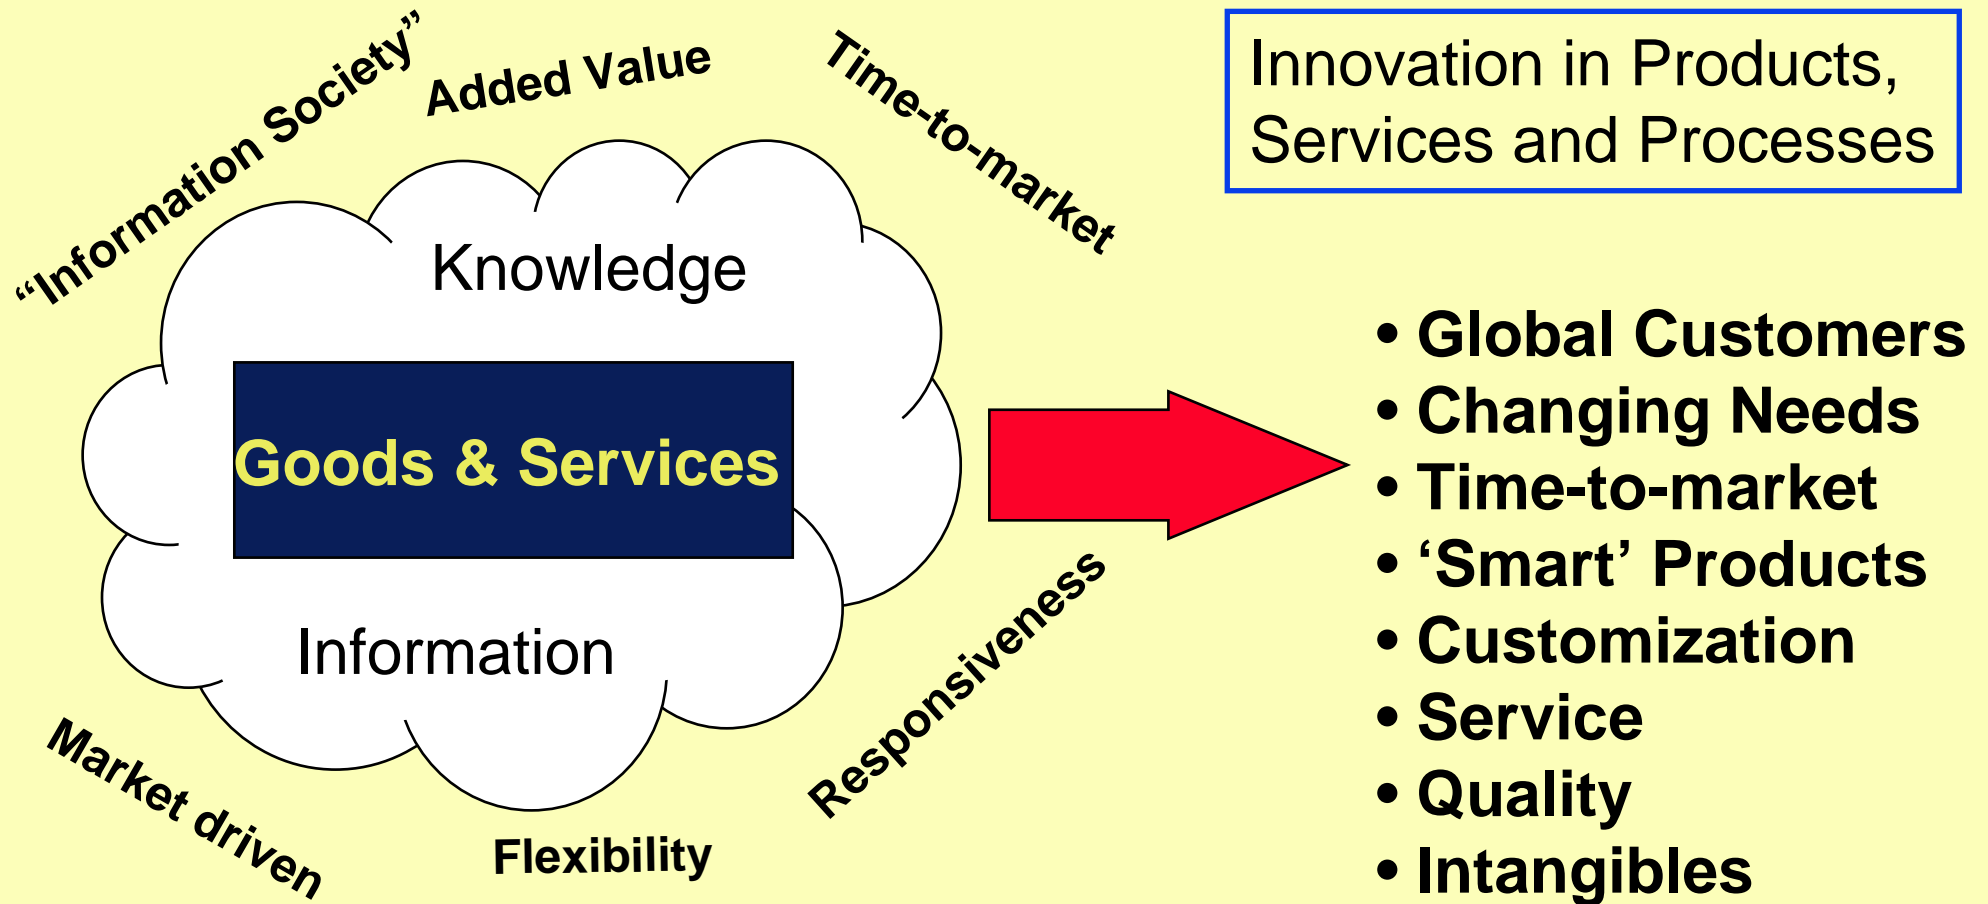 “Information Society”
Added Value
Time-to-market
Innovation in Products,
Services and Processes
Knowledge
Goods & Services
Information
Market driven
Flexibility
Responsiveness
• Global Customers
• Changing Needs
• Time-to-market
• ‘Smart’ Products
• Customization
• Service
• Quality
• Intangibles